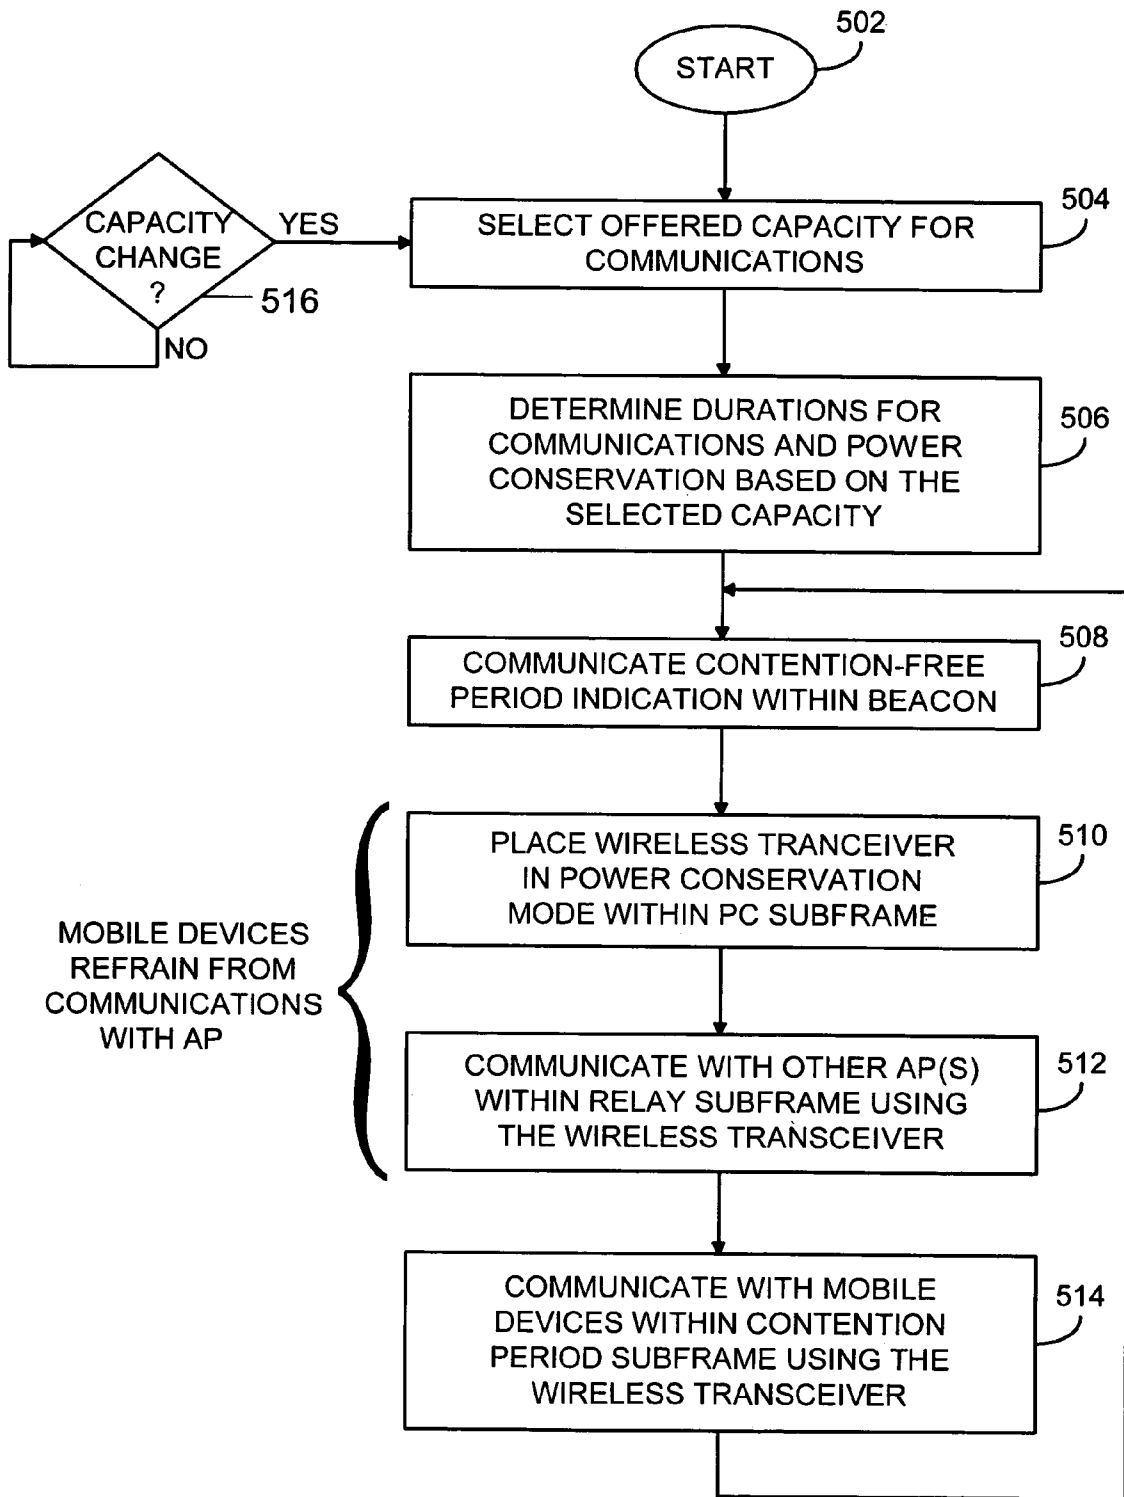 502
START
504
SELECT OFFERED CAPACITY FOR
COMMUNICATIONS
CAPACITY
CHANGE
?
YES
516
NO
506
DETERMINE DURATIONS FOR
COMMUNICATIONS AND POWER
CONSERVATION BASED ON THE
SELECTED CAPACITY
508
COMMUNICATE CONTENTION-FREE
PERIOD INDICATION WITHIN BEACON
510
PLACE WIRELESS TRANCEIVER
IN POWER CONSERVATION
MODE WITHIN PC SUBFRAME
MOBILE DEVICES
REFRAIN FROM
COMMUNICATIONS
WITH AP
512
COMMUNICATE WITH OTHER AP(S)
WITHIN RELAY SUBFRAME USING
THE WIRELESS TRANSCEIVER
514
COMMUNICATE WITH MOBILE
DEVICES WITHIN CONTENTION
PERIOD SUBFRAME USING THE
WIRELESS TRANSCEIVER